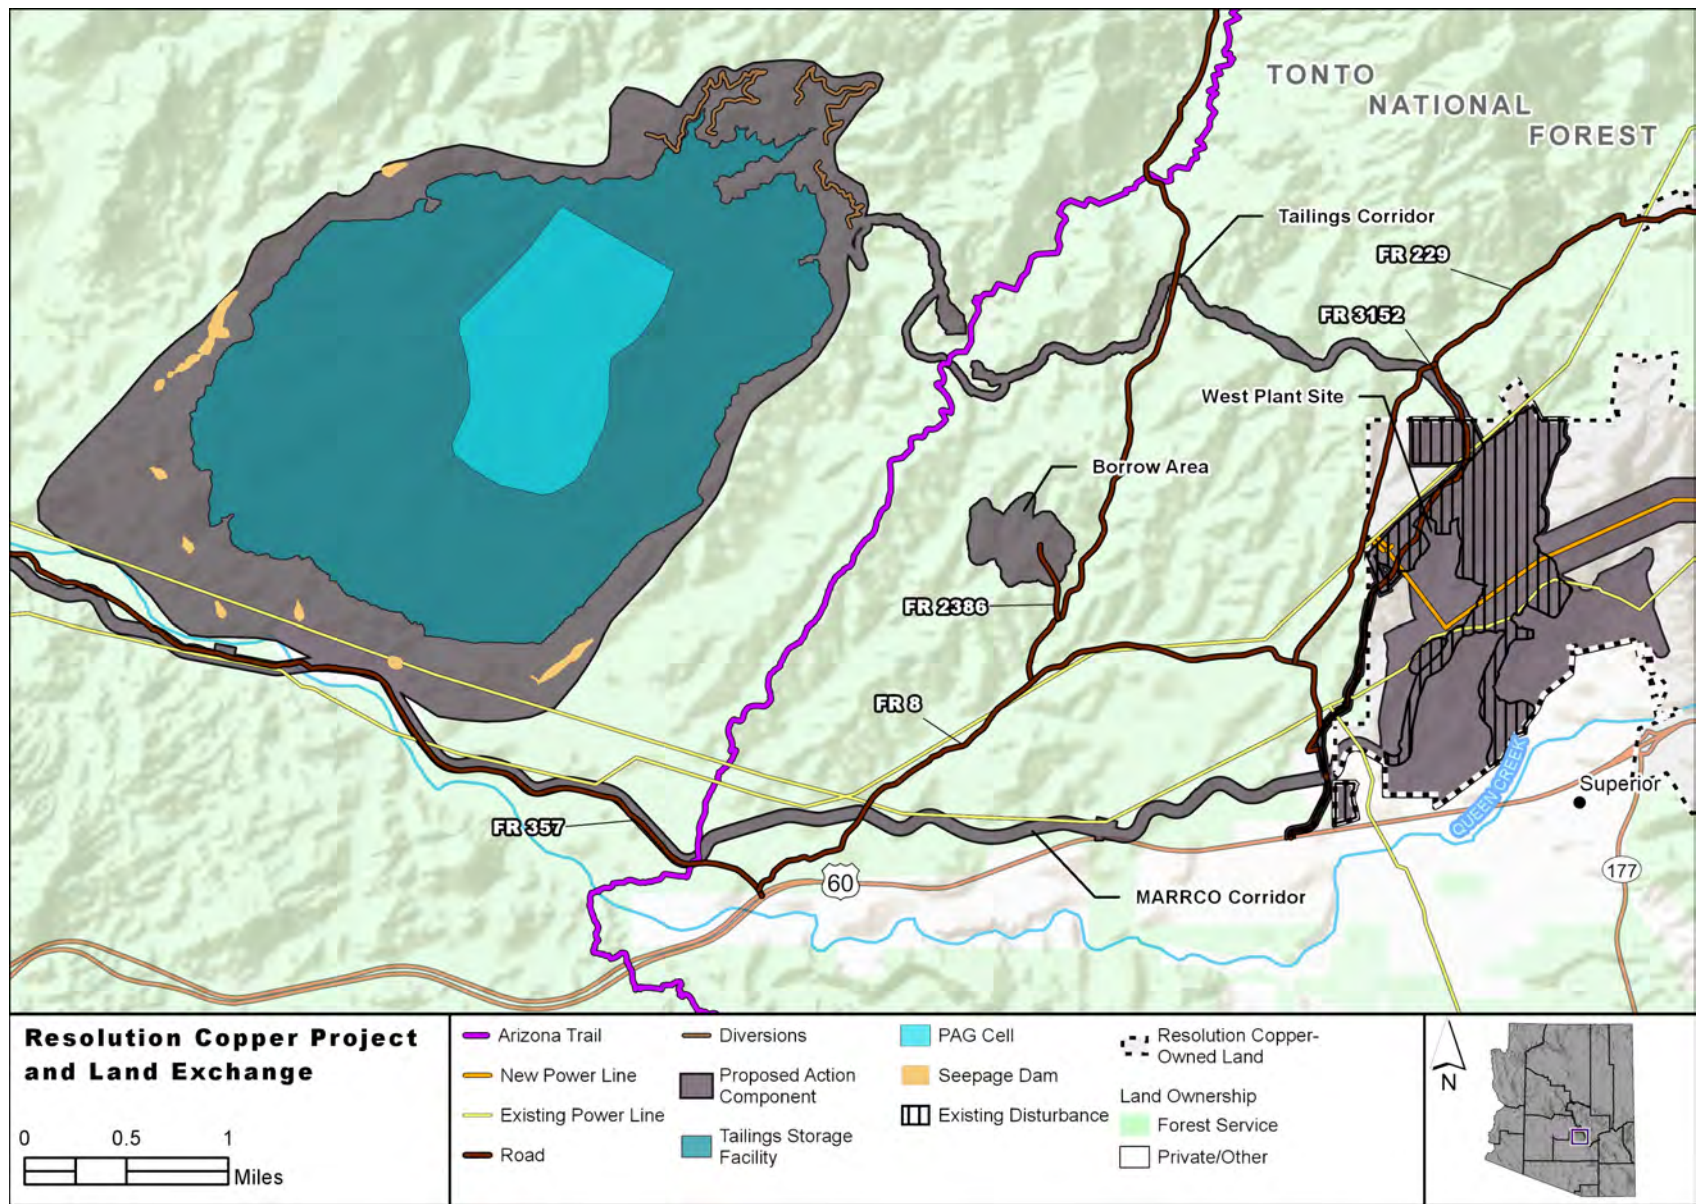 TONTO
NATIONAL
FOREST
Tailings Corridor
FR 229
FR 3152
West Plant Site
Borrow Area
FR 2386
FR 8
FR 357
Superior
QUEEN CREEK
60
177
MARRCO Corridor
Resolution Copper Project
and Land Exchange
0 0.5 1
Miles
Arizona Trail
New Power Line
Existing Power Line
Road
Diversions
Proposed Action
Component
Tailings Storage
Facility
PAG Cell
Seepage Dam
Existing Disturbance
Resolution Copper-
Owned Land
Land Ownership
Forest Service
Private/Other
N